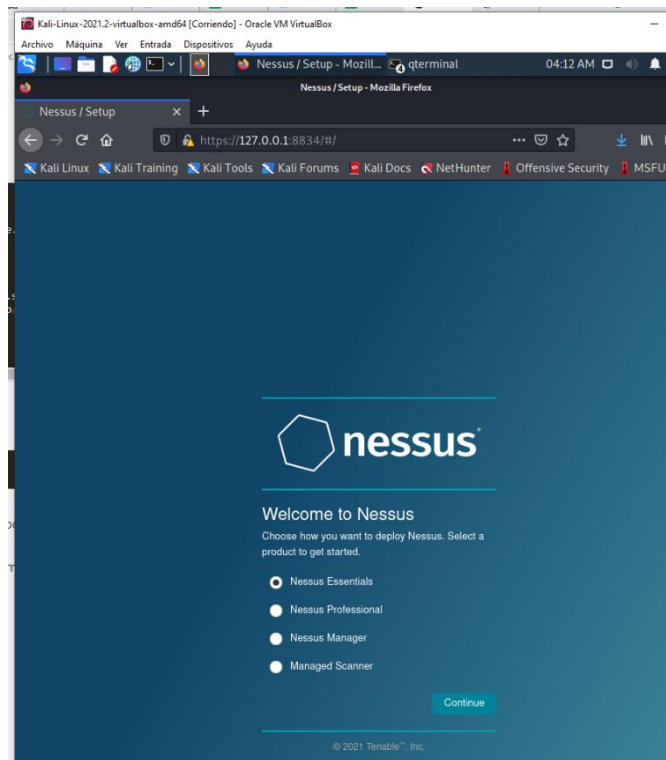 Kali-Linux-2021.2-virtualbox-amd64 [Corriendo] - Oracle VM VirtualBox
Archivo Máquina Ver Entrada Dispositivos Ayuda
Nessus / Setup - Mozill... qterminal 04:12 AM
Nessus / Setup - Mozilla Firefox
Nessus / Setup
https://127.0.0.1:8834/#/
Kali Linux Kali Training Kali Tools Kali Forums Kali Docs NetHunter Offensive Security MSFU
nessus
Welcome to Nessus
Choose how you want to deploy Nessus. Select a
product to get started.
Nessus Essentials
Nessus Professional
Nessus Manager
Managed Scanner
Continue
© 2021 Tenable™, Inc.